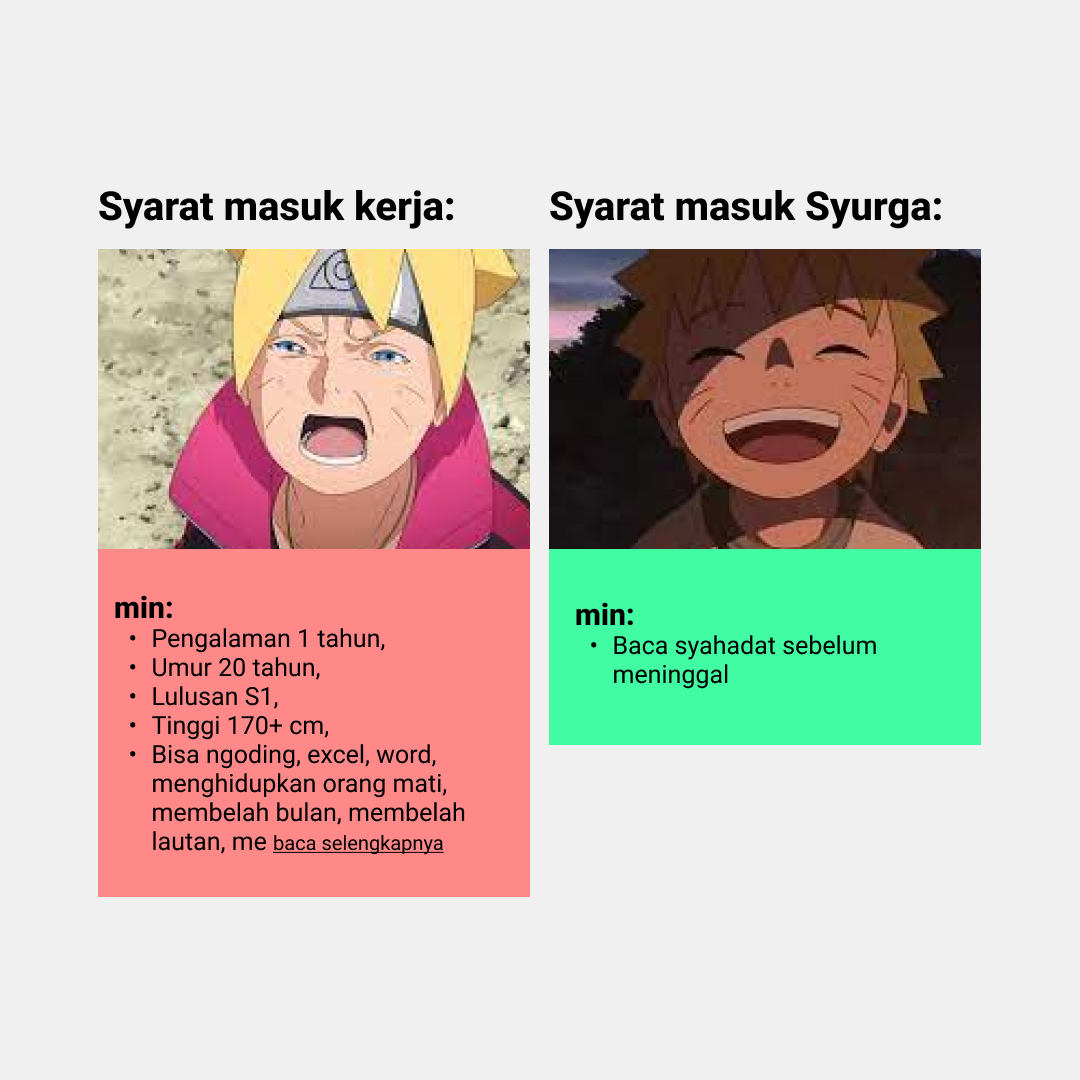 Syarat masuk kerja:
min:
• Pengalaman 1 tahun,
• Umur 20 tahun,
• Lulusan S1,
• Tinggi 170+ cm,
• Bisa ngoding, excel, word,
menghidupkan orang mati,
membelah bulan, membelah
lautan, me baca selengkapnya
Syarat masuk Syurga:
min:
• Baca syahadat sebelum
meninggal